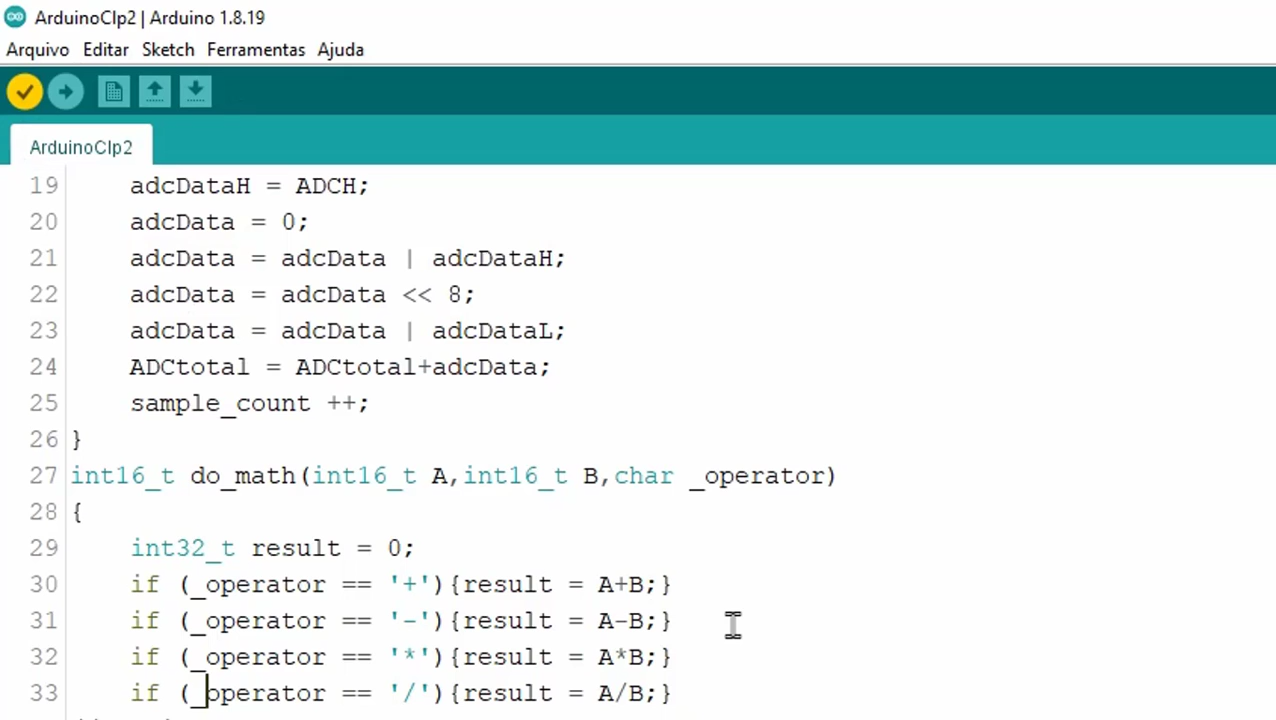 ArduinoClp2 | Arduino 1.8.19
Arquivo Editar Sketch Ferramentas Ajuda
ArduinoClp2
19 adcDataH = ADCH;
20 adcData = 0;
21 adcData = adcData | adcDataH;
22 adcData = adcData << 8;
23 adcData = adcData | adcDataL;
24 ADCtotal = ADCtotal+adcData;
25 sample_count ++;
26 }
27 int16_t do_math(int16_t A,int16_t B,char _operator)
28 {
29 int32_t result = 0;
30 if (_operator == '+'){result = A+B;}
31 if (_operator == '-'){result = A-B;}
32 if (_operator == '*'){result = A*B;}
33 if (_operator == '/'){result = A/B;}